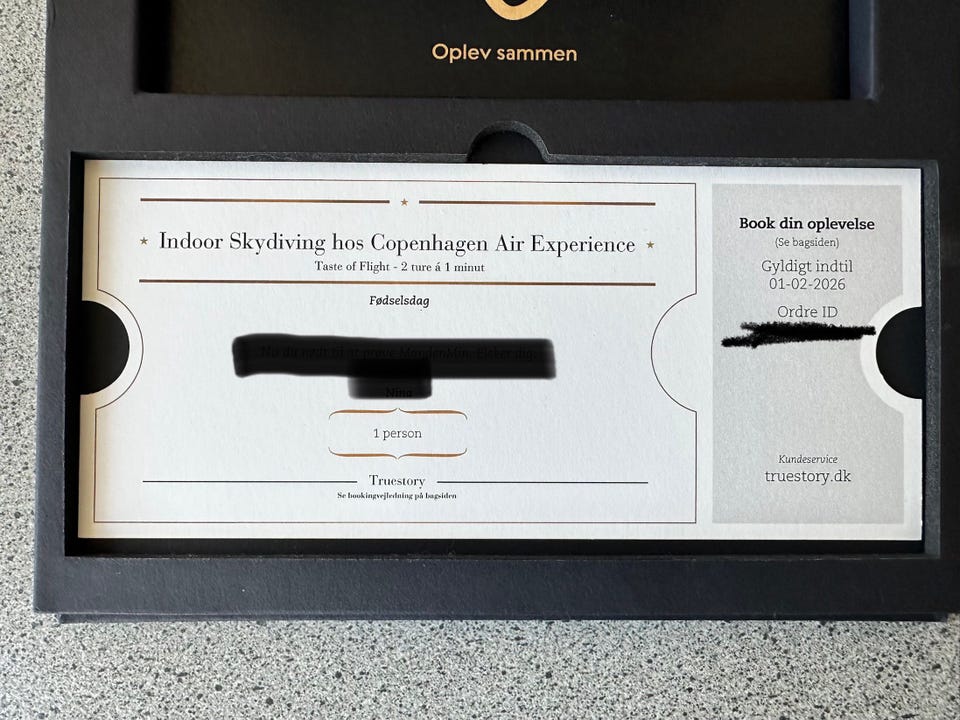 Oplev sammen
Indoor Skydiving hos Copenhagen Air Experience
Taste of Flight - 2 ture á 1 minut
Fødselsdag
1 person
Truestory
Se bookingvejledning på bagsiden
Book din oplevelse
(Se bagsiden)
Gyldigt indtil
01-02-2026
Ordre ID
Kundeservice
truestory.dk